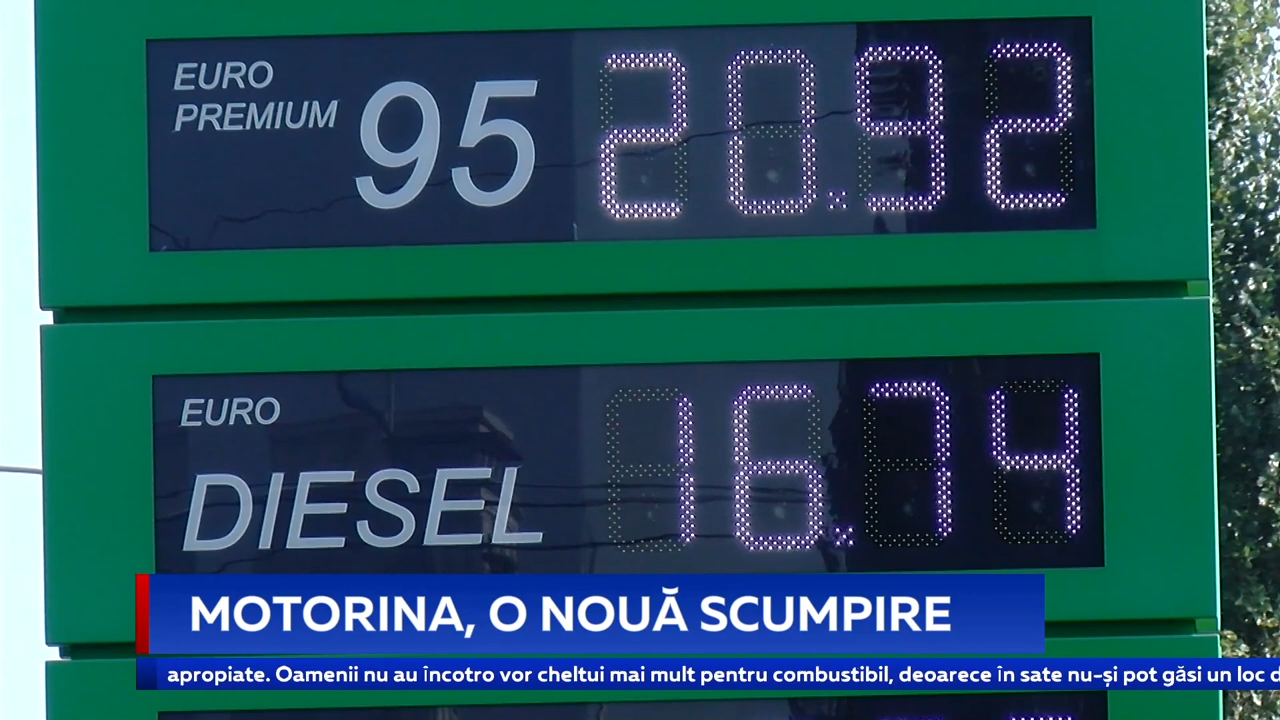 EURO
PREMIUM
95
20.92
EURO
DIESEL
16.74
MOTORINA, O NOUĂ SCUMPIRE
apropiate. Oamenii nu au încotro vor cheltui mai mult pentru combustibil, deoarece în sate nu-și pot găsi un loc